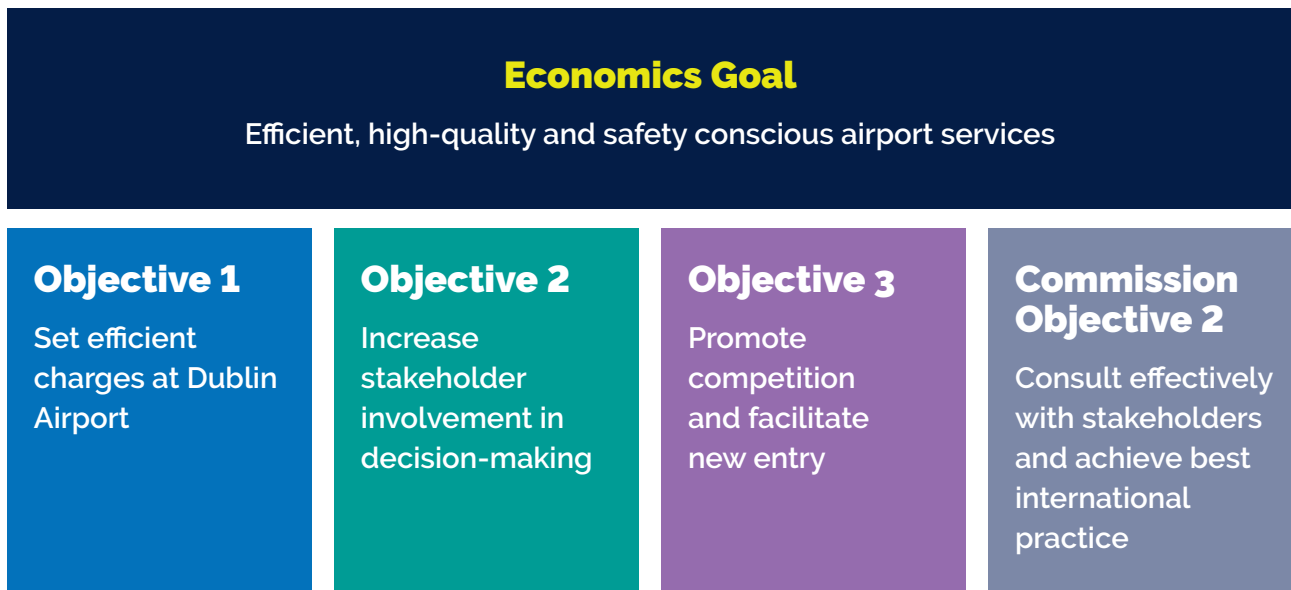 Economics Goal
Efficient, high-quality and safety conscious airport services
Objective 1
Set efficient
charges at Dublin
Airport
Objective 2
Increase
stakeholder
involvement in
decision-making
Objective 3
Promote
competition
and facilitate
new entry
Commission
Objective 2
Consult effectively
with stakeholders
and achieve best
international
practice